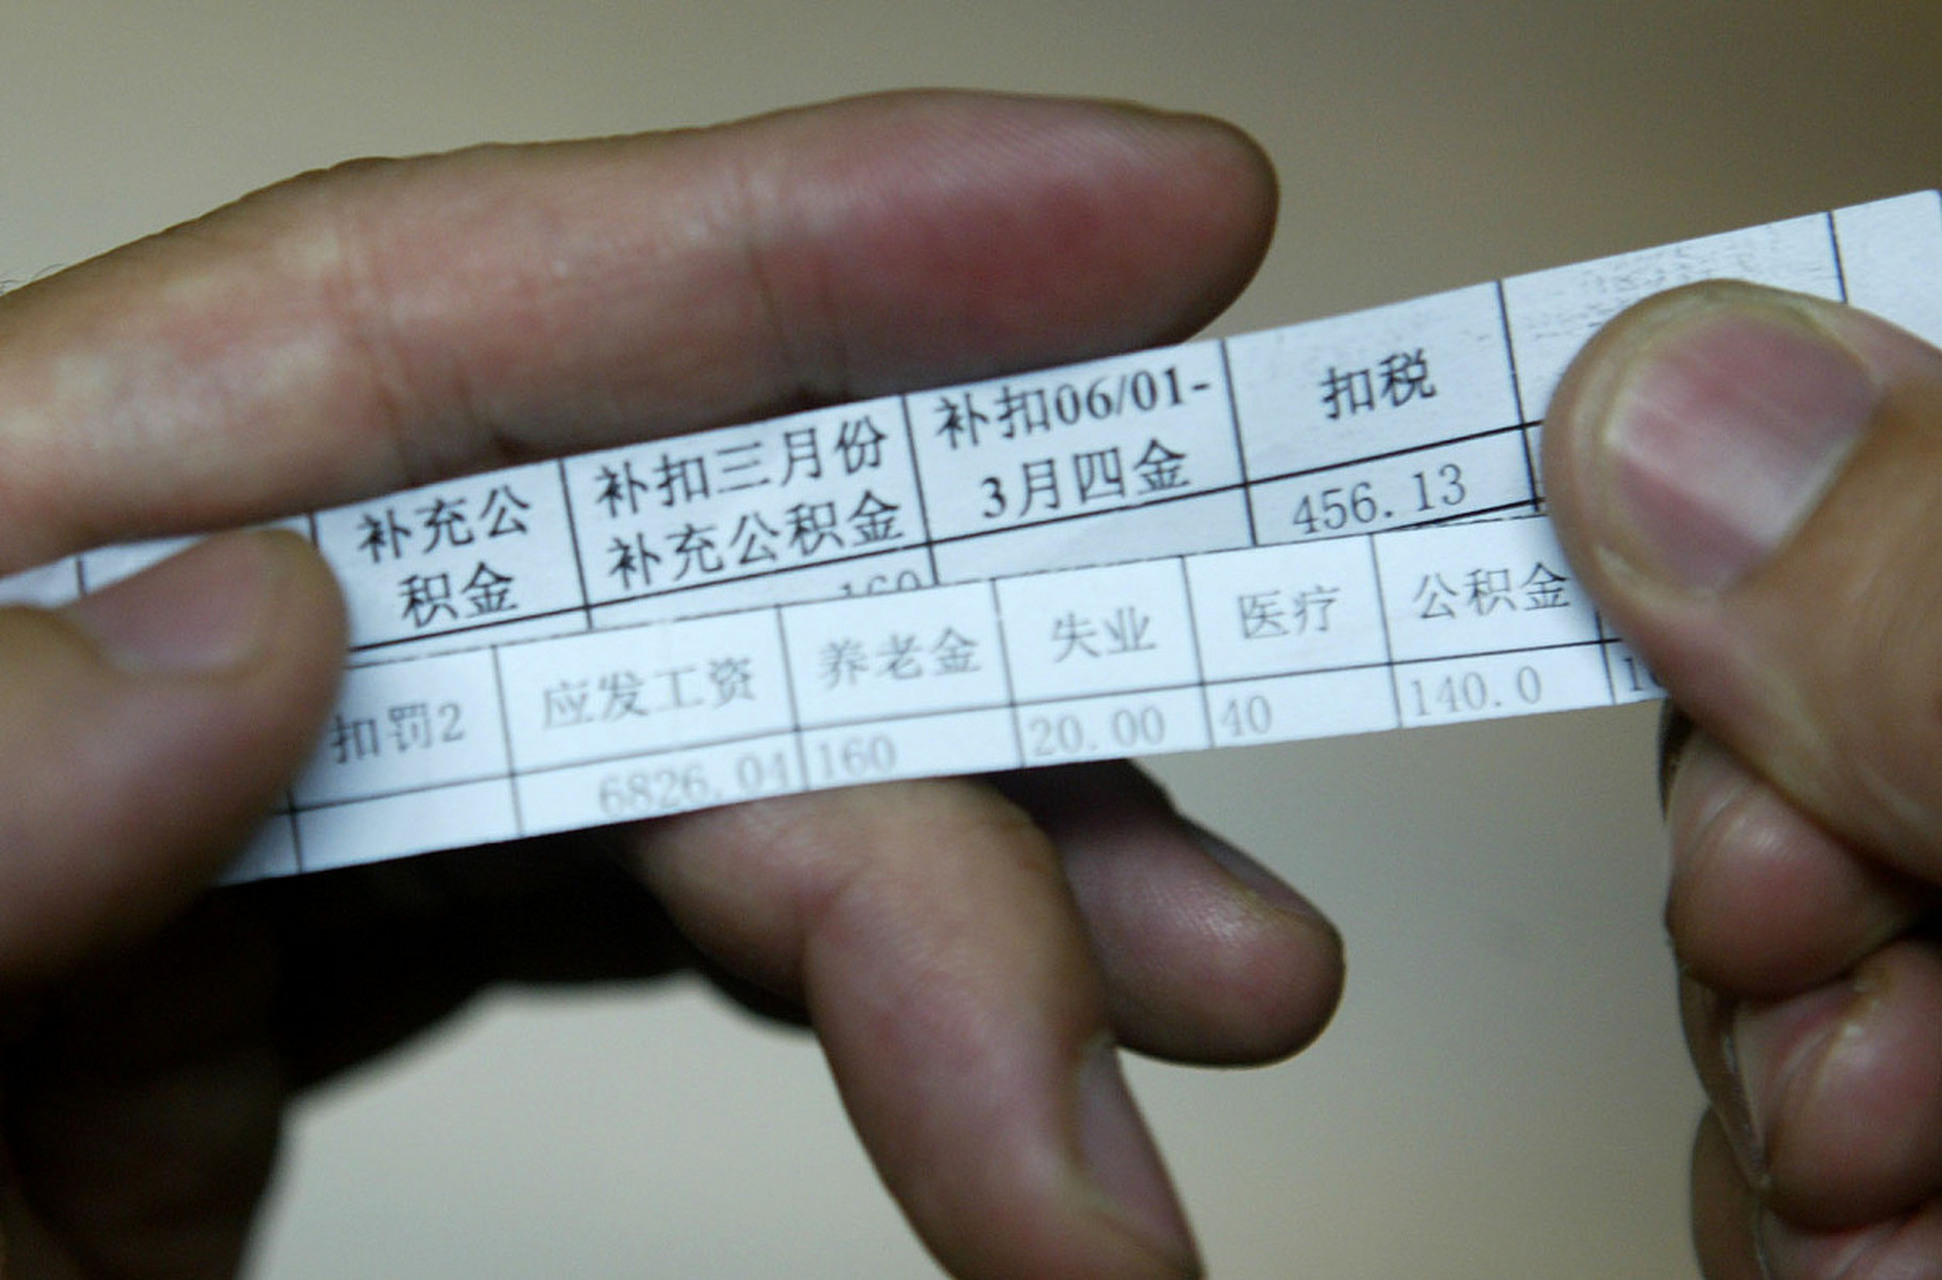 补充公
积金
补扣三月份
补充公积金
补扣06/01-
3月四金
扣税
160
456.13
扣罚2
应发工资
养老金
失业
医疗
公积金
6826.04
160
20.00
40
140.0